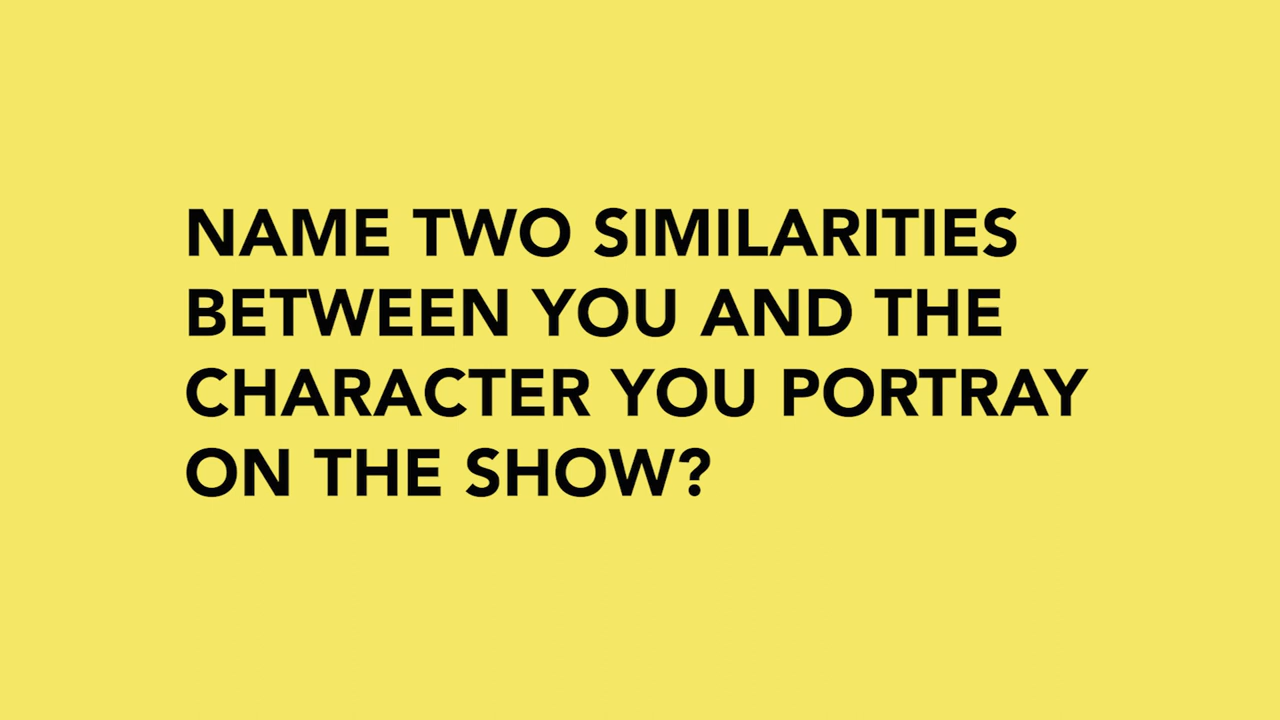 NAME TWO SIMILARITIES
BETWEEN YOU AND THE
CHARACTER YOU PORTRAY
ON THE SHOW?